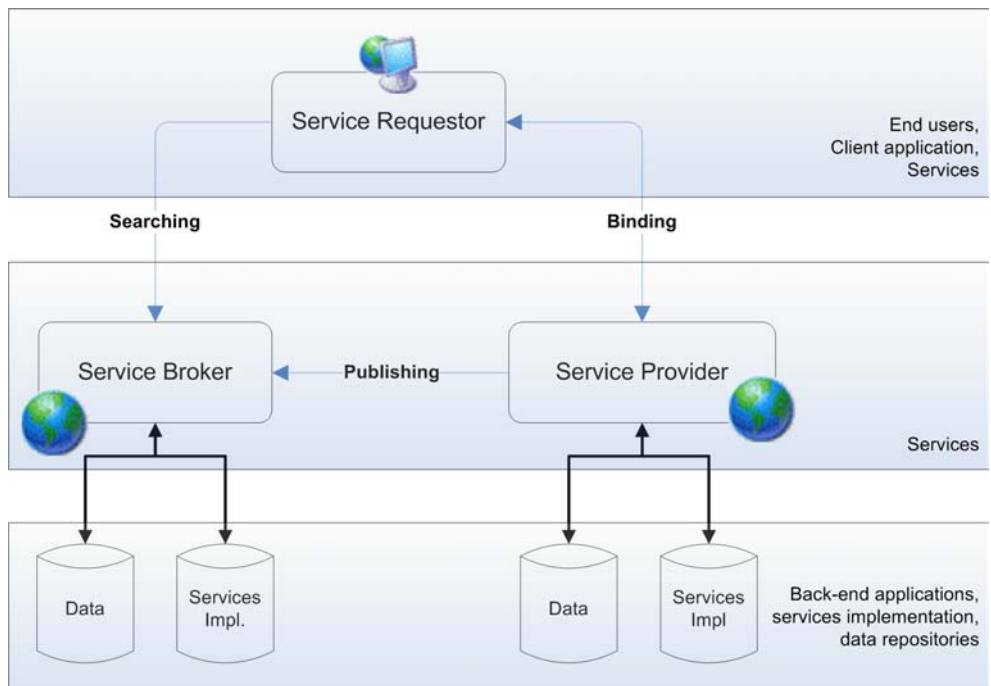 Service Requestor
End users,
Client application,
Services
Searching
Binding
Service Broker
Publishing
Service Provider
Services
Data
Services
Impl.
Data
Services
Impl
Back-end applications,
services implementation,
data repositories